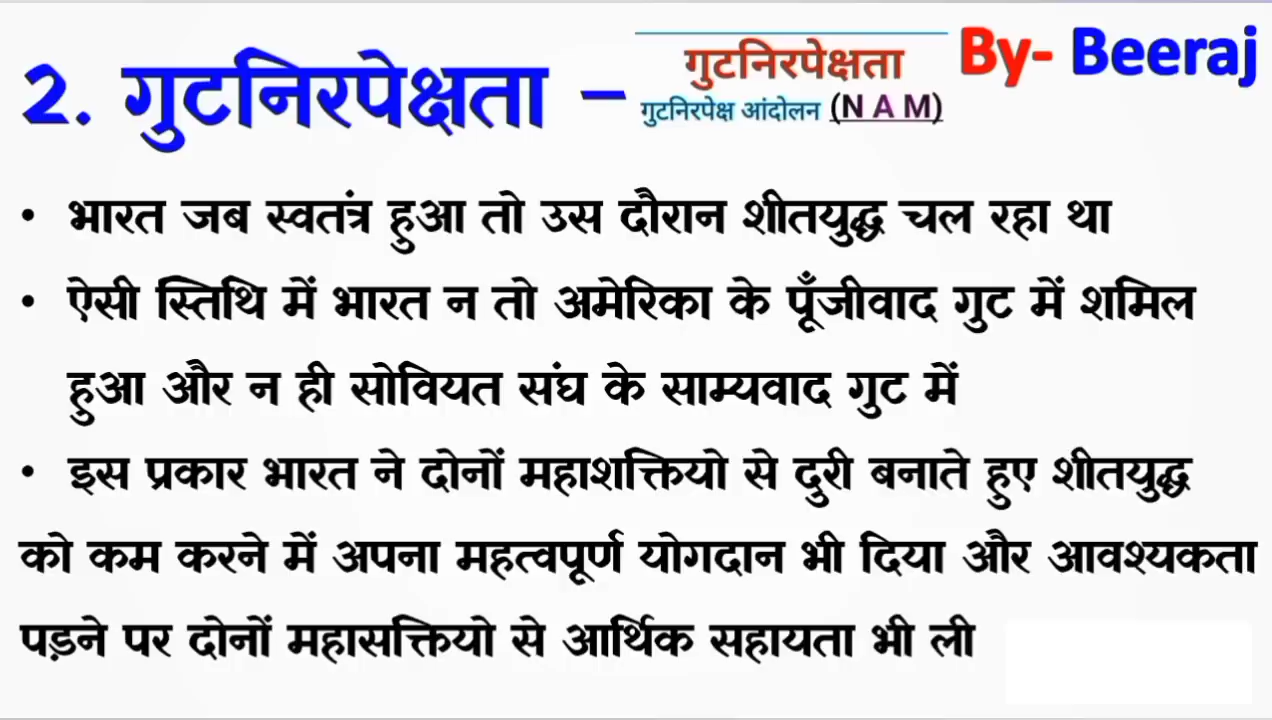 2. गुटनिरपेक्षता –
गुटनिरपेक्षता
गुटनिरपेक्ष आंदोलन (N A M)
By- Beeraj
• भारत जब स्वतंत्र हुआ तो उस दौरान शीतयुद्ध चल रहा था
• ऐसी स्तिथि में भारत न तो अमेरिका के पूँजीवाद गुट में शमिल
हुआ और न ही सोवियत संघ के साम्यवाद गुट में
• इस प्रकार भारत ने दोनों महाशक्तियो से दुरी बनाते हुए शीतयुद्ध
को कम करने में अपना महत्वपूर्ण योगदान भी दिया और आवश्यकता
पड़ने पर दोनों महासक्तियो से आर्थिक सहायता भी ली